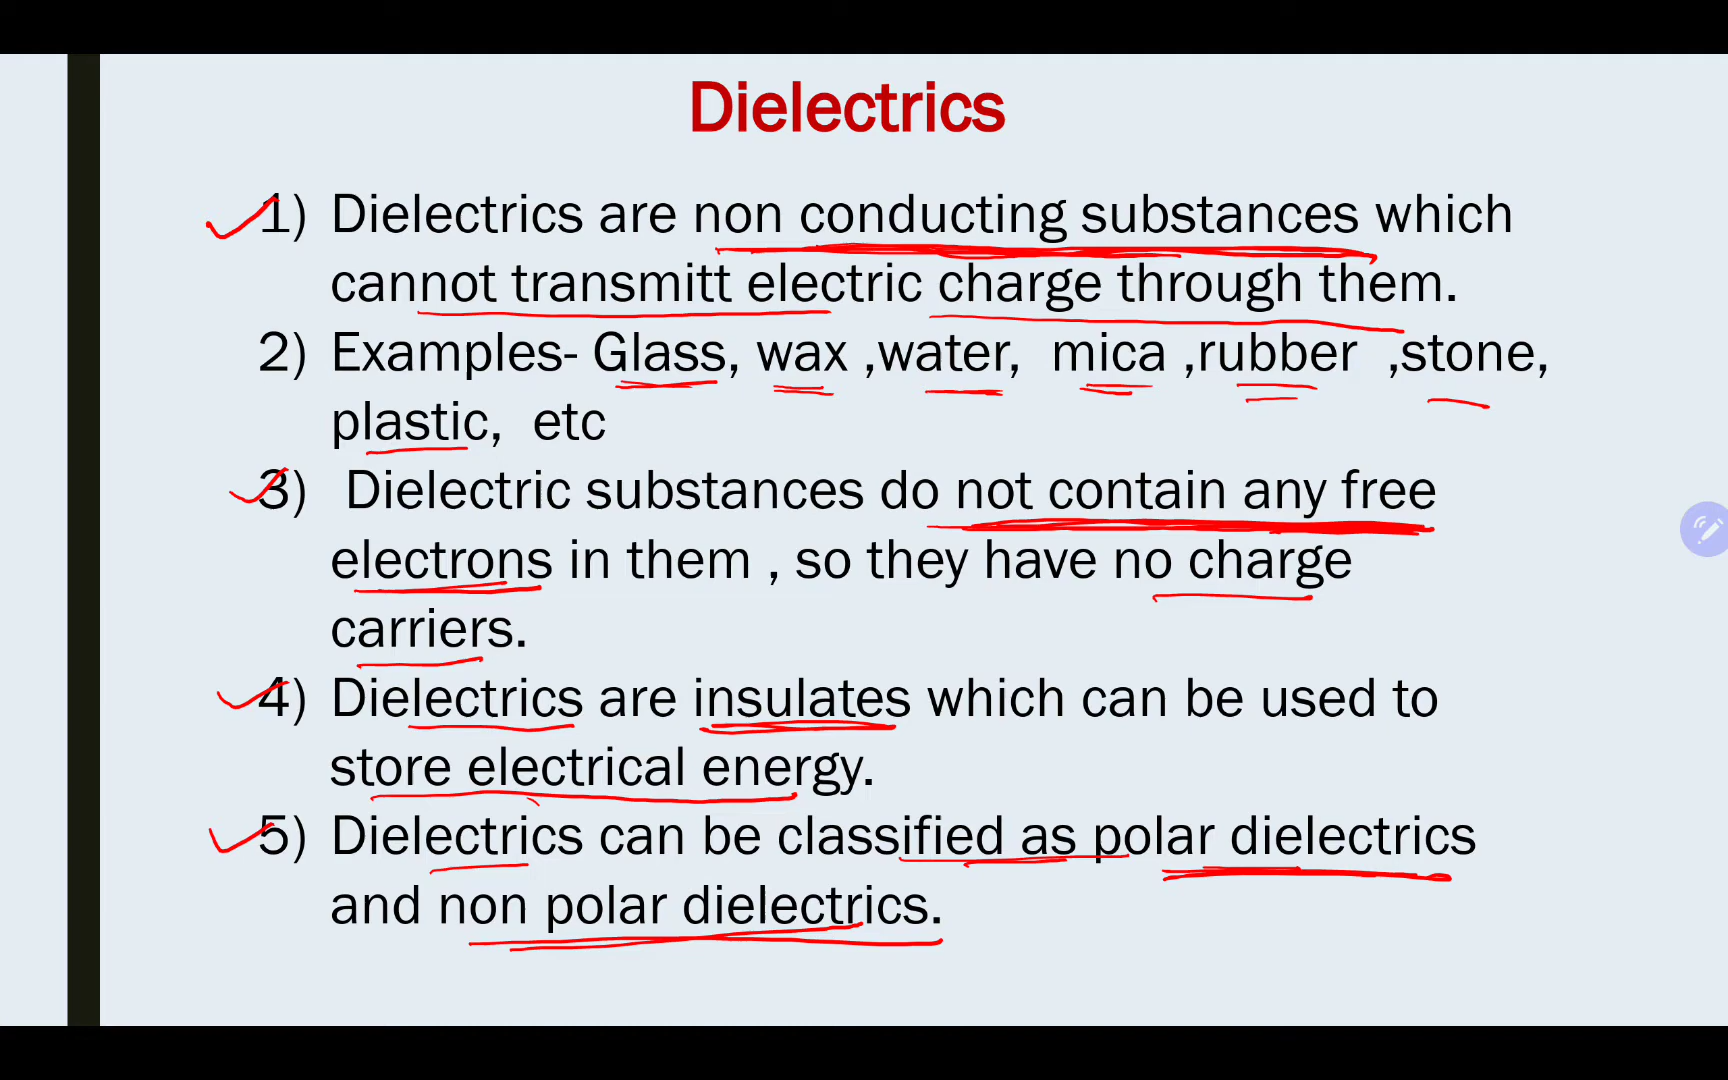 Dielectrics
1) Dielectrics are non conducting substances which
cannot transmitt electric charge through them.
2) Examples- Glass, wax ,water, mica ,rubber ,stone,
plastic, etc
3) Dielectric substances do not contain any free
electrons in them , so they have no charge
carriers.
4) Dielectrics are insulates which can be used to
store electrical energy.
5) Dielectrics can be classified as polar dielectrics
and non polar dielectrics.